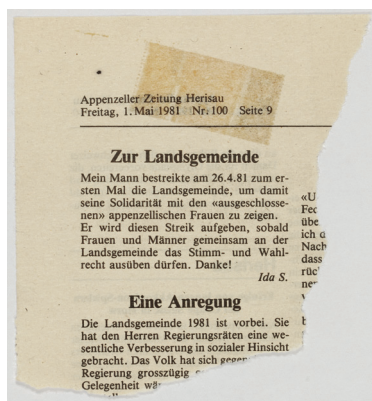 Appenzeller Zeitung Herisau
Freitag, 1. Mai 1981 Nr. 100 Seite 9
Zur Landsgemeinde
Mein Mann bestreikte am 26.4.81 zum er-
sten Mal die Landsgemeinde, um damit
seine Solidarität mit den «ausgeschlosse-
nen» appenzellischen Frauen zu zeigen.
Er wird diesen Streik aufgeben, sobald
Frauen und Männer gemeinsam an der
Landsgemeinde das Stimm- und Wahl-
recht ausüben dürfen. Danke!
Ida S.
Eine Anregung
Die Landsgemeinde 1981 ist vorbei. Sie
hat den Herren Regierungsräten eine we-
sentliche Verbesserung in sozialer Hinsicht
gebracht. Das Volk hat sich
Regierung grosszügig
Gelegenheit
«U
Fec
übe
ich
Nach
dass